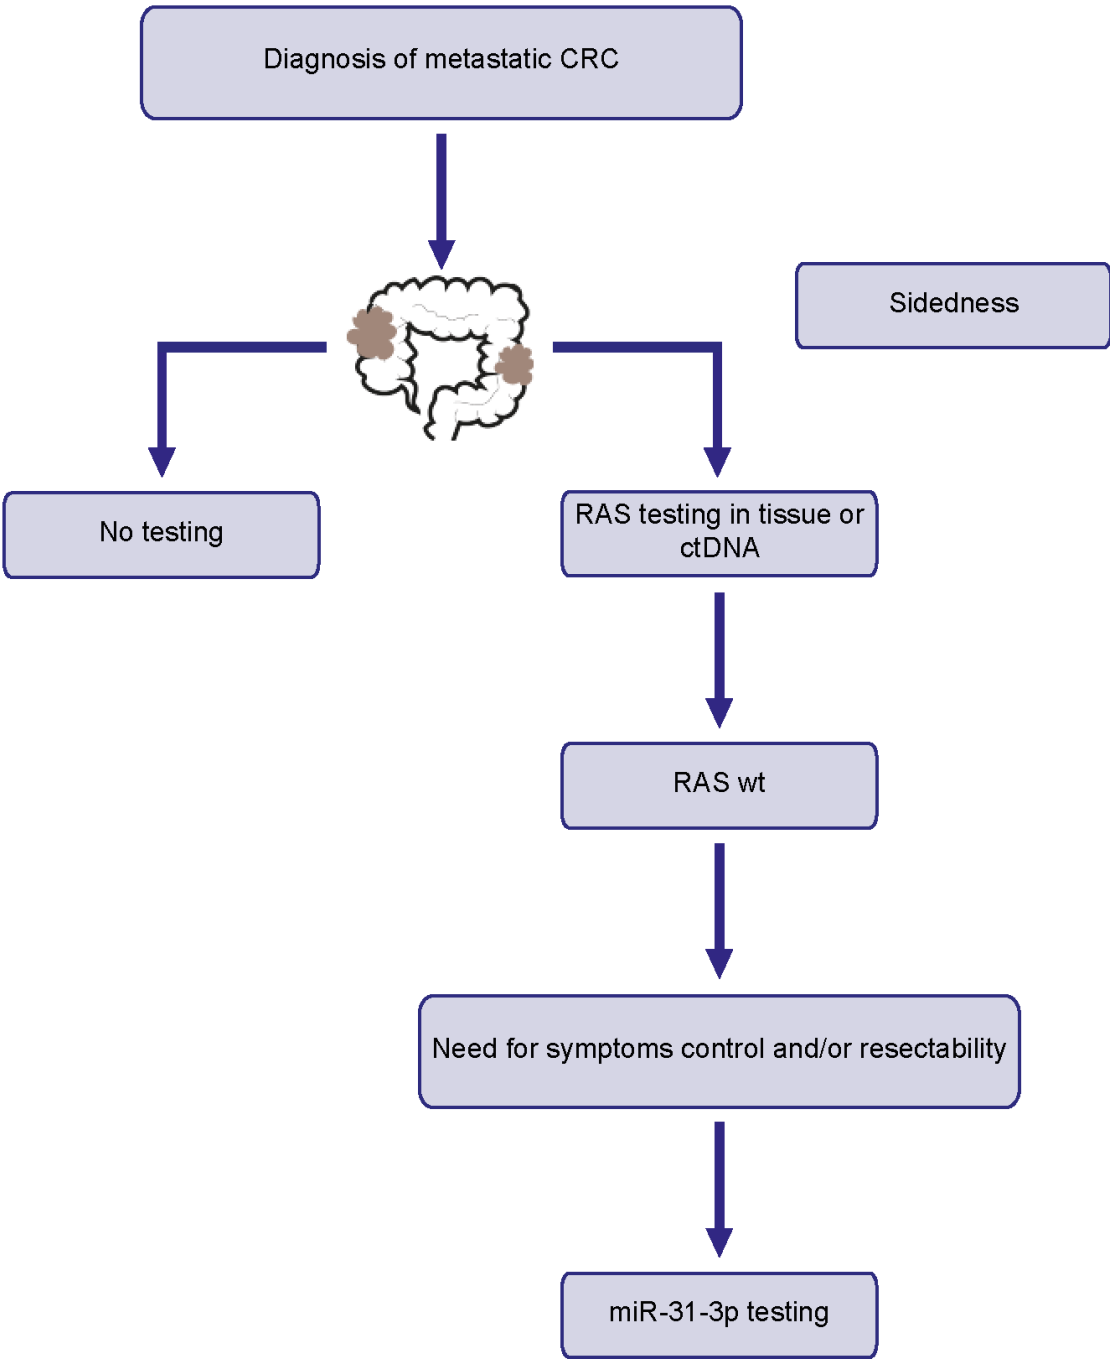 Diagnosis of metastatic CRC
Sidedness
No testing
RAS testing in tissue or
ctDNA
RAS wt
Need for symptoms control and/or resectability
miR-31-3p testing